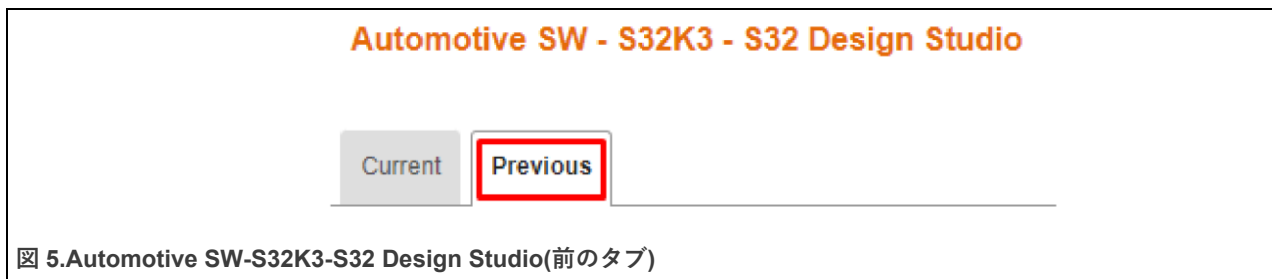 Automotive SW - S32K3 - S32 Design Studio
Current
Previous
図 5.Automotive SW-S32K3-S32 Design Studio(前のタブ)